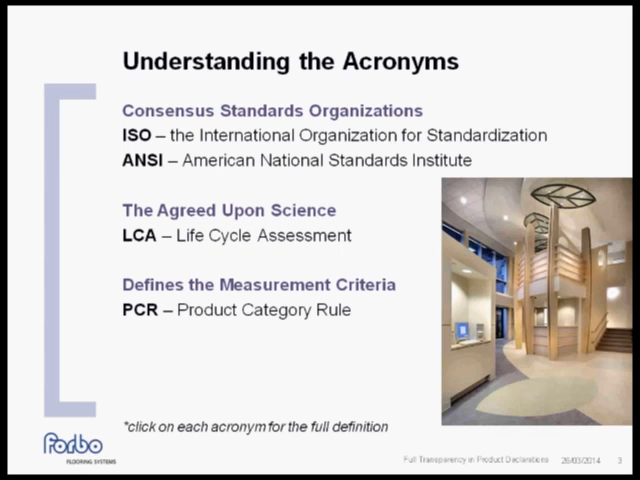 Understanding the Acronyms
Consensus Standards Organizations
ISO – the International Organization for Standardization
ANSI – American National Standards Institute
The Agreed Upon Science
LCA – Life Cycle Assessment
Defines the Measurement Criteria
PCR – Product Category Rule
*click on each acronym for the full definition
Forbo
FLOORING SYSTEMS
Full Transparency in Product Declarations 26/03/2014 3